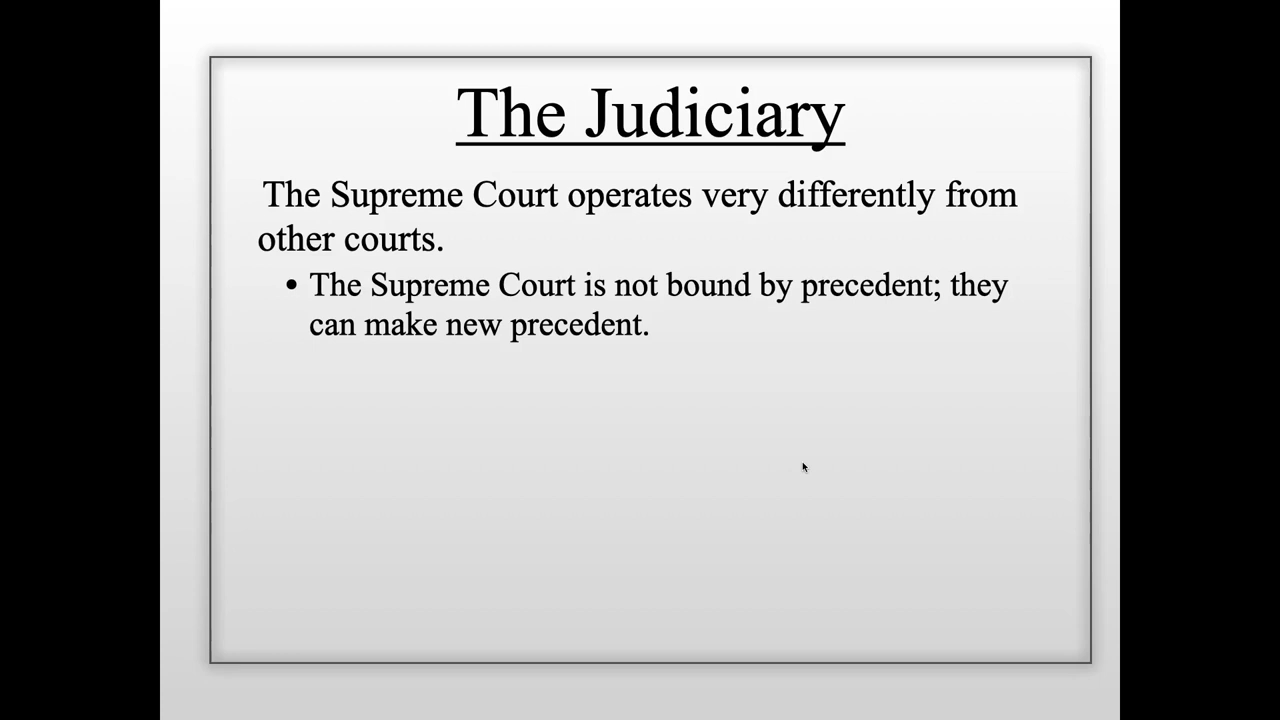 The Judiciary
The Supreme Court operates very differently from
other courts.
• The Supreme Court is not bound by precedent; they
can make new precedent.